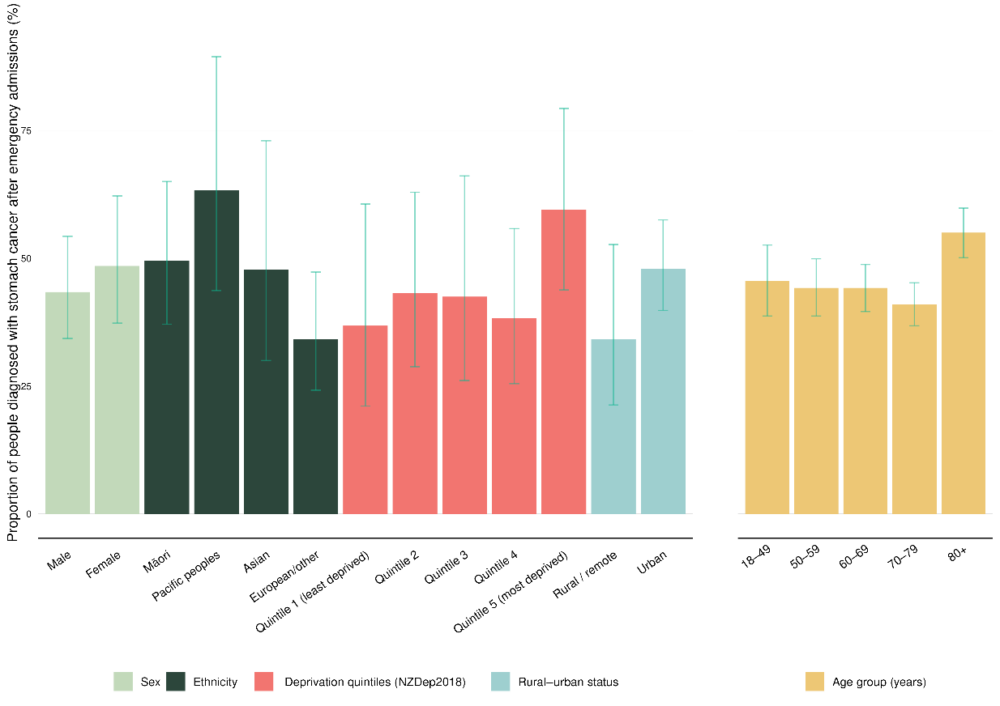 Proportion of people diagnosed with stomach cancer after emergency admissions (%)
75
50
25
0
Male
Female
Māori
Pacific peoples
Asian
European/other
Quintile 1 (least deprived)
Quintile 2
Quintile 3
Quintile 4
Quintile 5 (most deprived)
Rural / remote
Urban
18–49
50–59
60–69
70–79
80+
Sex Ethnicity Deprivation quintiles (NZDep2018) Rural–urban status Age group (years)